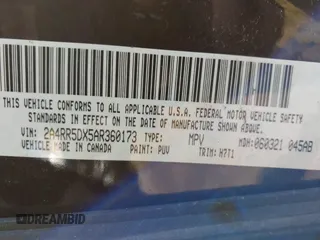 THIS VEHICLE CONFORMS TO ALL APPLICABLE U.S.A. FEDERAL MOTOR VEHICLE SAFETY
STANDARDS IN EFFECT ON THE DATE OF MANUFACTURE SHOWN ABOVE.
VIN: 2A4RR5DX5AR360173 TYPE: MPV MDH: 060321 045AB
MADE IN CANADA PAINT: PUV TRIM: H7T1
© DREAMBID